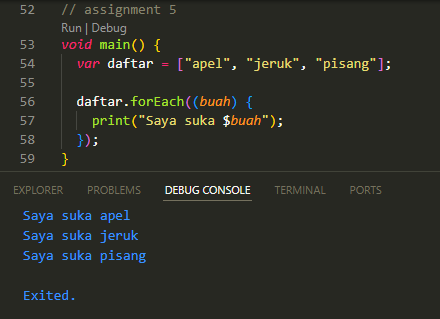 52 // assignment 5
Run | Debug
53 void main() {
54 var daftar = ["apel", "jeruk", "pisang"];
55
56 daftar.forEach((buah) {
57 print("Saya suka $buah");
58 });
59 }
EXPLORER PROBLEMS DEBUG CONSOLE TERMINAL PORTS
Saya suka apel
Saya suka jeruk
Saya suka pisang
Exited.